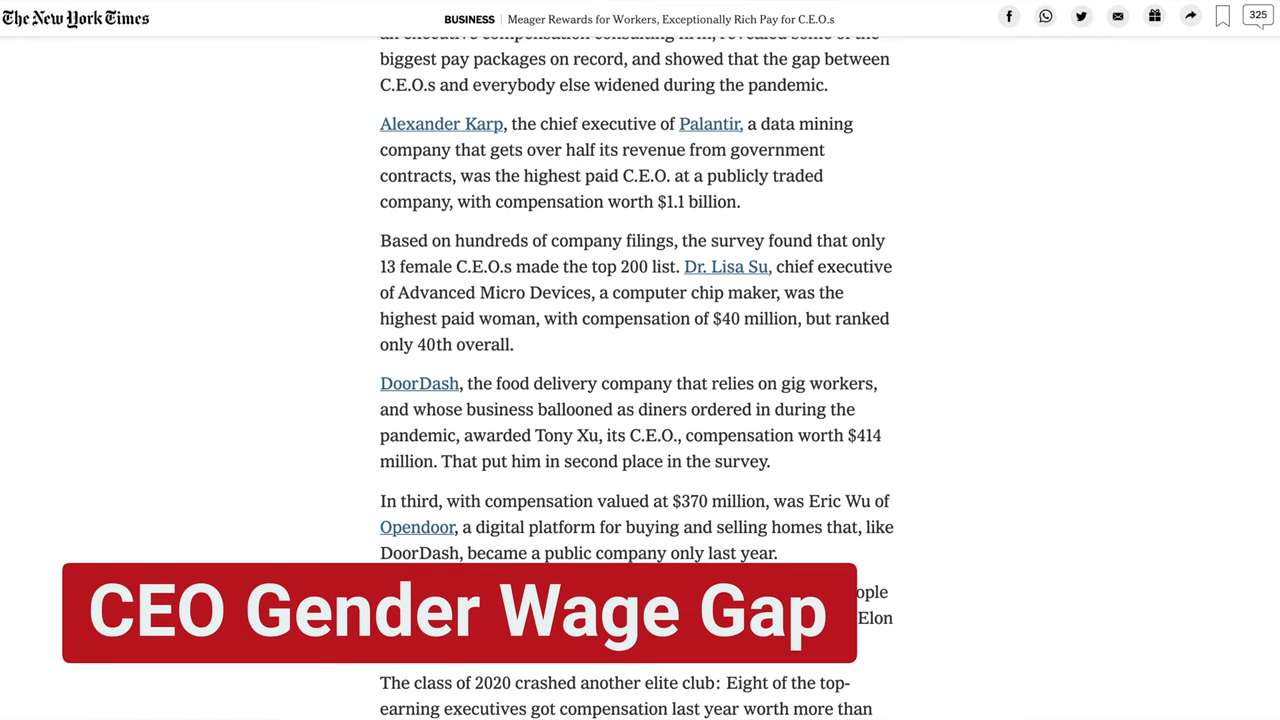 The New York Times
BUSINESS | Meager Rewards for Workers, Exceptionally Rich Pay for C.E.O.s
325
an executive compensation consulting firm, revealed some of the
biggest pay packages on record, and showed that the gap between
C.E.O.s and everybody else widened during the pandemic.
Alexander Karp, the chief executive of Palantir, a data mining
company that gets over half its revenue from government
contracts, was the highest paid C.E.O. at a publicly traded
company, with compensation worth $1.1 billion.
Based on hundreds of company filings, the survey found that only
13 female C.E.O.s made the top 200 list. Dr. Lisa Su, chief executive
of Advanced Micro Devices, a computer chip maker, was the
highest paid woman, with compensation of $40 million, but ranked
only 40th overall.
DoorDash, the food delivery company that relies on gig workers,
and whose business ballooned as diners ordered in during the
pandemic, awarded Tony Xu, its C.E.O., compensation worth $414
million. That put him in second place in the survey.
In third, with compensation valued at $370 million, was Eric Wu of
Opendoor, a digital platform for buying and selling homes that, like
DoorDash, became a public company only last year.
ople
Elon
CEO Gender Wage Gap
The class of 2020 crashed another elite club: Eight of the top-
earning executives got compensation last year worth more than